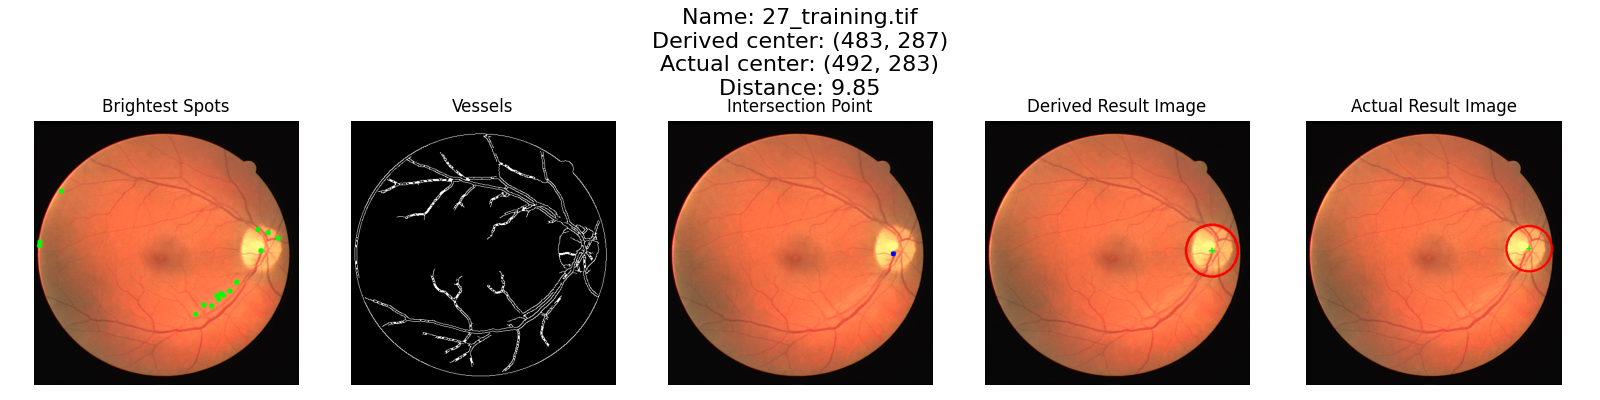 Name: 27_training.tif
Derived center: (483, 287)
Actual center: (492, 283)
Distance: 9.85
Brightest Spots
Vessels
Intersection Point
Derived Result Image
Actual Result Image